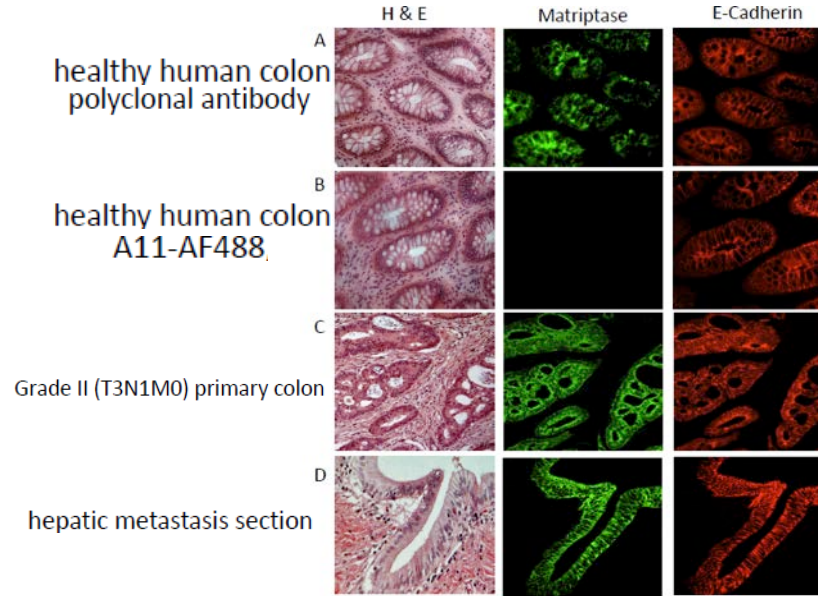 H & E Matriptase E-Cadherin
A
healthy human colon
polyclonal antibody
B
healthy human colon
A11-AF488,
C
Grade II (T3N1M0) primary colon
D
hepatic metastasis section